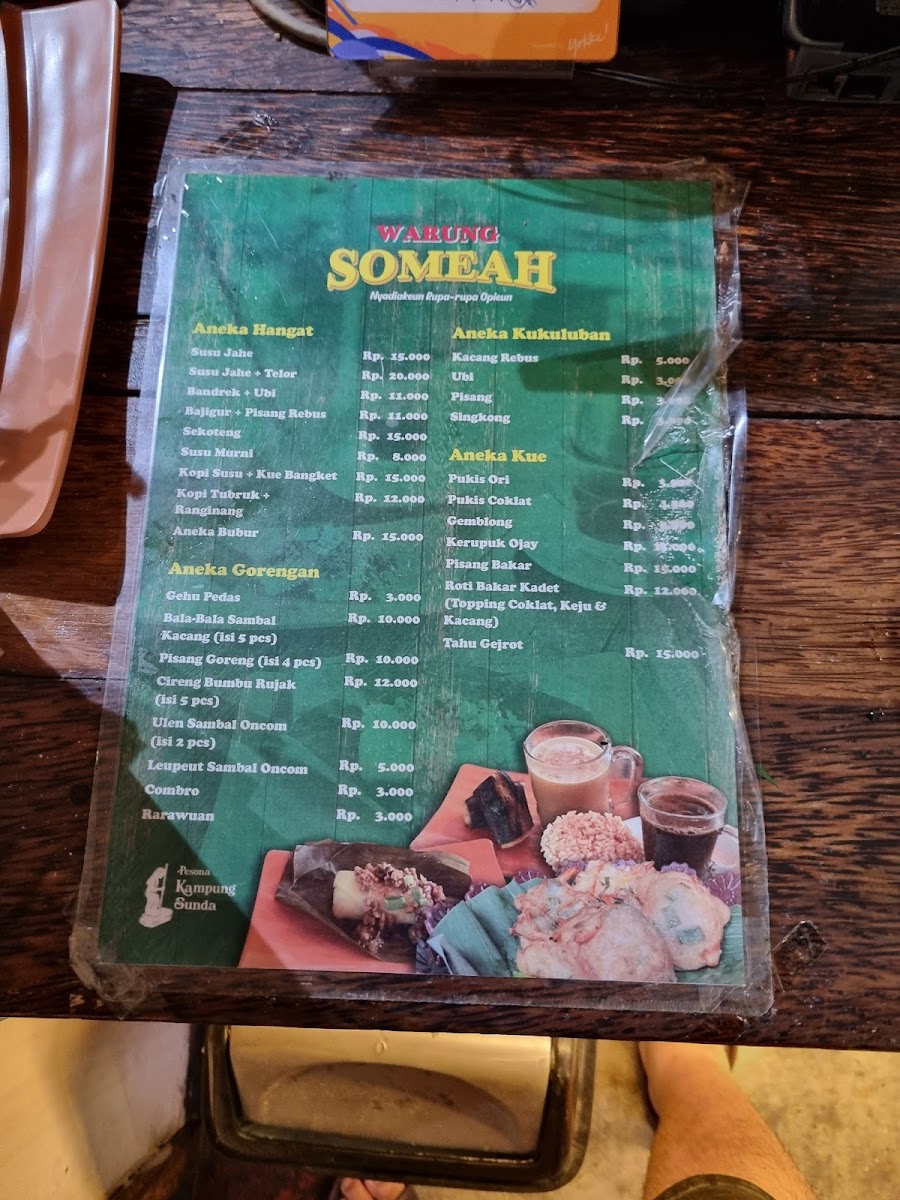 Yokke!
WARUNG
SOMEAH
Nyadiakeun Rupa-rupa Opieun
Aneka Hangat
Susu Jahe Rp. 15.000
Susu Jahe + Telor Rp. 20.000
Bandrek + Ubi Rp. 11.000
Bajigur + Pisang Rebus Rp. 11.000
Sekoteng Rp. 15.000
Susu Murni Rp. 8.000
Kopi Susu + Kue Bangket Rp. 15.000
Kopi Tubruk + Rp. 12.000
Ranginang
Aneka Bubur Rp. 15.000
Aneka Gorengan
Gehu Pedas Rp. 3.000
Bala-Bala Sambal Rp. 10.000
Kacang (isi 5 pcs)
Pisang Goreng (isi 4 pcs) Rp. 10.000
Cireng Bumbu Rujak Rp. 12.000
(isi 5 pcs)
Ulen Sambal Oncom Rp. 10.000
(isi 2 pcs)
Leupeut Sambal Oncom Rp. 5.000
Combro Rp. 3.000
Rarawuan Rp. 3.000
Aneka Kukuluban
Kacang Rebus Rp. 5.000
Ubi Rp. 3.000
Pisang Rp.
Singkong Rp.
Aneka Kue
Pukis Ori Rp. 3.000
Pukis Coklat Rp.
Gemblong Rp.
Kerupuk Ojay Rp.
Pisang Bakar Rp. 15.000
Roti Bakar Kadet Rp. 12.000
(Topping Coklat, Keju &
Kacang)
Tahu Gejrot Rp. 15.000
Pesona
Kampung
Sunda